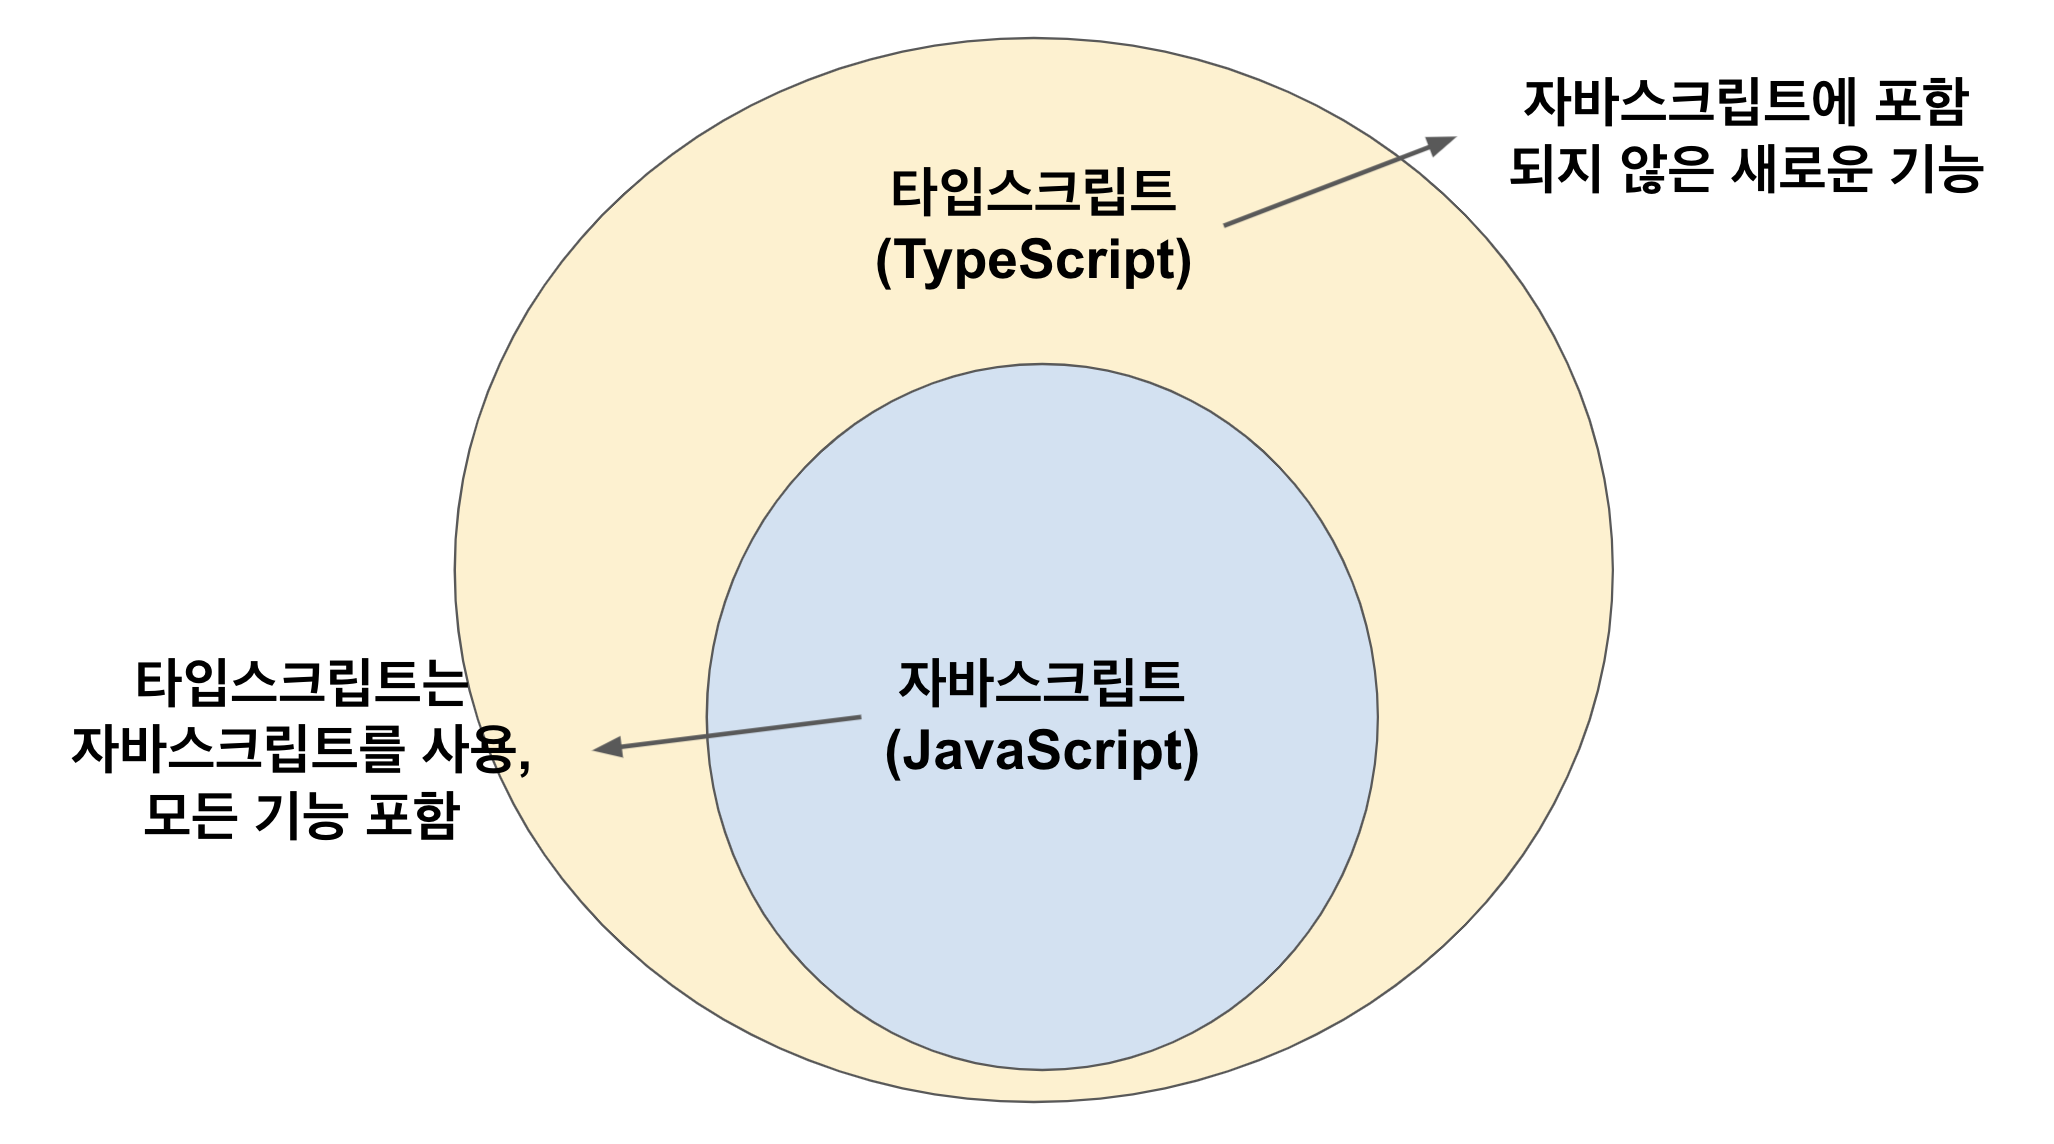 자바스크립트에 포함
되지 않은 새로운 기능
타입스크립트
(TypeScript)
타입스크립트는
자바스크립트를 사용,
모든 기능 포함
자바스크립트
(JavaScript)